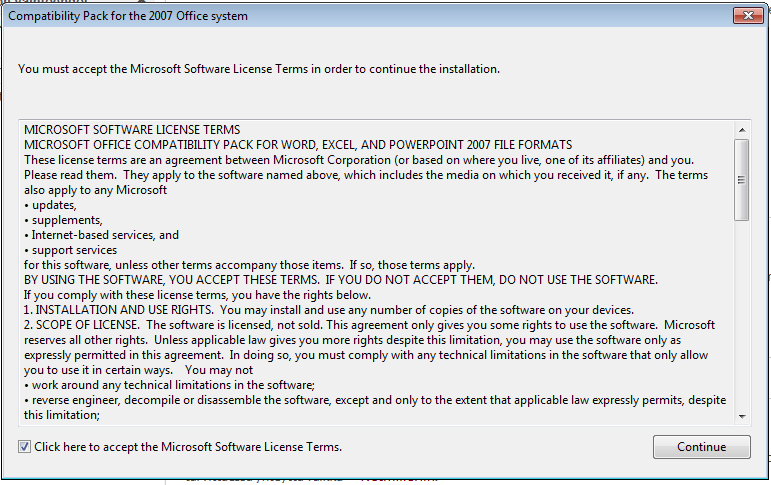 Compatibility Pack for the 2007 Office system
You must accept the Microsoft Software License Terms in order to continue the installation.
MICROSOFT SOFTWARE LICENSE TERMS
MICROSOFT OFFICE COMPATIBILITY PACK FOR WORD, EXCEL, AND POWERPOINT 2007 FILE FORMATS
These license terms are an agreement between Microsoft Corporation (or based on where you live, one of its affiliates) and you.
Please read them.  They apply to the software named above, which includes the media on which you received it, if any.  The terms
also apply to any Microsoft
• updates,
• supplements,
• Internet-based services, and
• support services
for this software, unless other terms accompany those items.  If so, those terms apply.
BY USING THE SOFTWARE, YOU ACCEPT THESE TERMS.  IF YOU DO NOT ACCEPT THEM, DO NOT USE THE SOFTWARE.
If you comply with these license terms, you have the rights below.
1. INSTALLATION AND USE RIGHTS.  You may install and use any number of copies of the software on your devices.
2. SCOPE OF LICENSE.  The software is licensed, not sold. This agreement only gives you some rights to use the software.  Microsoft
reserves all other rights.  Unless applicable law gives you more rights despite this limitation, you may use the software only as
expressly permitted in this agreement.  In doing so, you must comply with any technical limitations in the software that only allow
you to use it in certain ways.    You may not
• work around any technical limitations in the software;
• reverse engineer, decompile or disassemble the software, except and only to the extent that applicable law expressly permits, despite
this limitation;
Click here to accept the Microsoft Software License Terms.
Continue